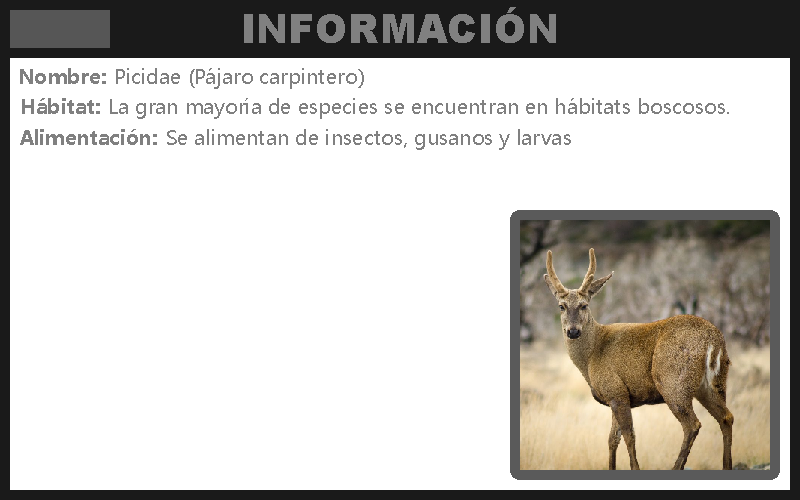 INFORMACIÓN
Nombre: Picidae (Pájaro carpintero)
Hábitat: La gran mayoría de especies se encuentran en hábitats boscosos.
Alimentación: Se alimentan de insectos, gusanos y larvas